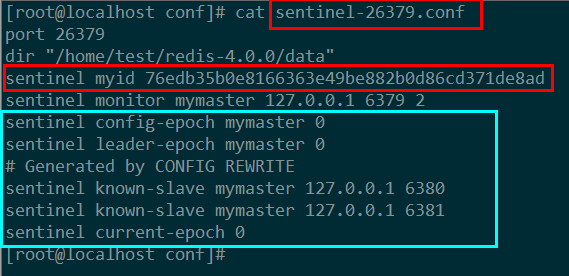 [root@localhost conf]# cat sentinel-26379.conf
port 26379
dir "/home/test/redis-4.0.0/data"
sentinel myid 76edb35b0e8166363e49be882b0d86cd371de8ad
sentinel monitor mymaster 127.0.0.1 6379 2
sentinel config-epoch mymaster 0
sentinel leader-epoch mymaster 0
# Generated by CONFIG REWRITE
sentinel known-slave mymaster 127.0.0.1 6380
sentinel known-slave mymaster 127.0.0.1 6381
sentinel current-epoch 0
[root@localhost conf]#